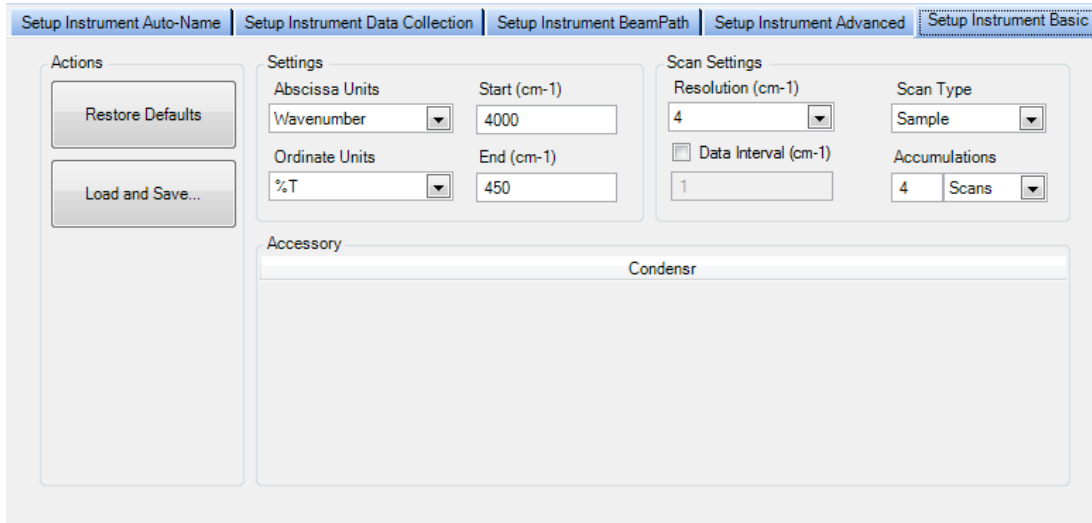 Setup Instrument Auto-Name Setup Instrument Data Collection Setup Instrument BeamPath Setup Instrument Advanced Setup Instrument Basic
Actions
Restore Defaults
Load and Save...
Settings
Abscissa Units Start (cm-1)
Wavenumber 4000
Ordinate Units End (cm-1)
%T 450
Scan Settings
Resolution (cm-1) Scan Type
4 Sample
Data Interval (cm-1) Accumulations
1 4 Scans
Accessory
Condensr